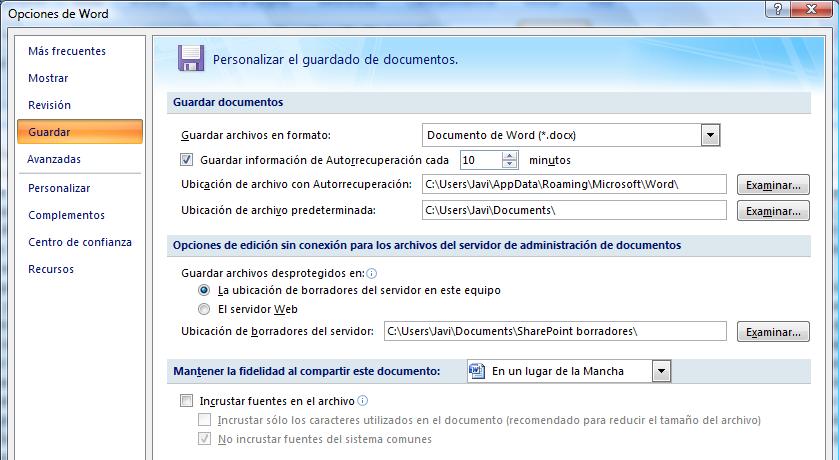 Opciones de Word
Más frecuentes
Mostrar
Revisión
Guardar
Avanzadas
Personalizar
Complementos
Centro de confianza
Recursos
Personalizar el guardado de documentos.
Guardar documentos
Guardar archivos en formato: Documento de Word (*.docx)
Guardar información de Autorrecuperación cada 10 minutos
Ubicación de archivo con Autorrecuperación: C:\Users\Javi\AppData\Roaming\Microsoft\Word\ Examinar...
Ubicación de archivo predeterminada: C:\Users\Javi\Documents\ Examinar...
Opciones de edición sin conexión para los archivos del servidor de administración de documentos
Guardar archivos desprotegidos en:
La ubicación de borradores del servidor en este equipo
El servidor Web
Ubicación de borradores del servidor: C:\Users\Javi\Documents\SharePoint borradores\ Examinar...
Mantener la fidelidad al compartir este documento: En un lugar de la Mancha
Incrustar fuentes en el archivo
Incrustar sólo los caracteres utilizados en el documento (recomendado para reducir el tamaño del archivo)
No incrustar fuentes del sistema comunes